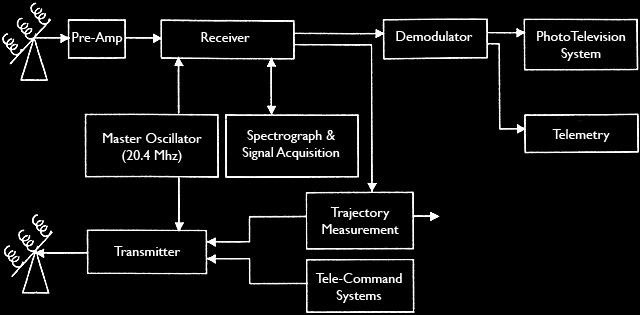 Pre-Amp
Receiver
Demodulator
PhotoTelevision
System
Master Oscillator
(20.4 Mhz)
Spectrograph &
Signal Acquisition
Telemetry
Trajectory
Measurement
Transmitter
Tele-Command
Systems